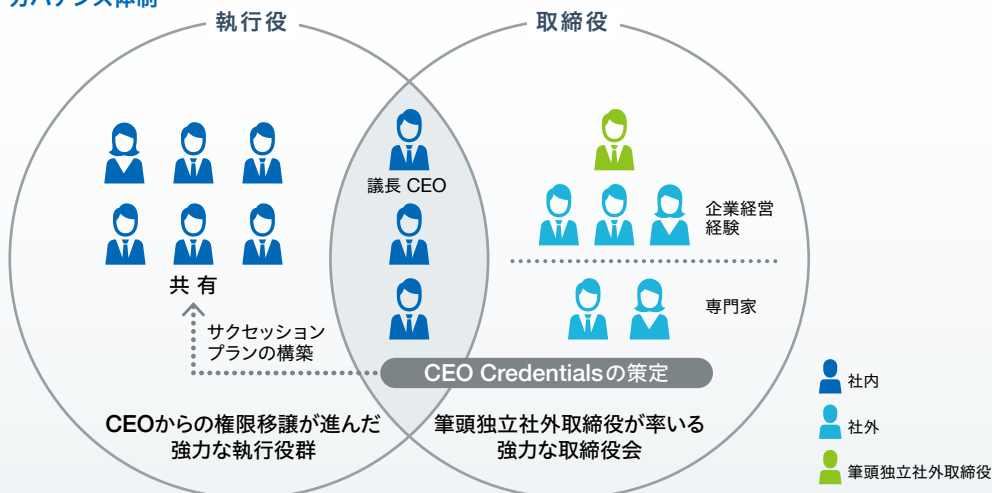 ガバナンス体制
執行役
取締役
議長 CEO
企業経営
経験
共有
専門家
サクセッション
プランの構築
CEO Credentialsの策定
CEOからの権限移譲が進んだ
強力な執行役群
筆頭独立社外取締役が率いる
強力な取締役会
社内
社外
筆頭独立社外取締役